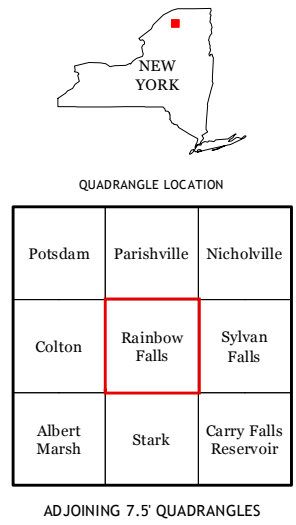 NEW
YORK
QUADRANGLE LOCATION
Potsdam
Parishville
Nicholville
Colton
Rainbow
Falls
Sylvan
Falls
Albert
Marsh
Stark
Carry Falls
Reservoir
ADJOINING 7.5' QUADRANGLES